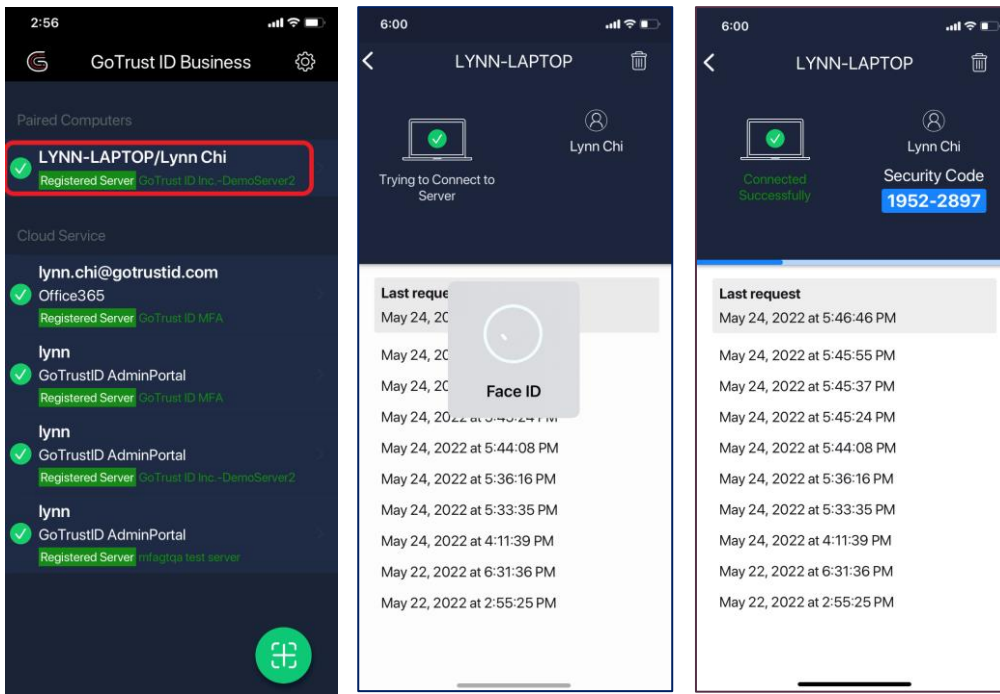 2:56
GoTrust ID Business
Paired Computers
LYNN-LAPTOP/Lynn Chi
Registered Server GoTrust ID Inc.-DemoServer2
Cloud Service
lynn.chi@gotrustid.com
Office365
Registered Server GoTrust ID MFA
lynn
GoTrustID AdminPortal
Registered Server GoTrust ID MFA
lynn
GoTrustID AdminPortal
Registered Server GoTrust ID Inc.-DemoServer2
lynn
GoTrustID AdminPortal
Registered Server mfagtqa test server
6:00
LYNN-LAPTOP
Lynn Chi
Trying to Connect to
Server
Last reque
May 24, 20
May 24, 20
May 24, 20
Face ID
May 24, 2022 at 5:45:24 PM
May 24, 2022 at 5:44:08 PM
May 24, 2022 at 5:36:16 PM
May 24, 2022 at 5:33:35 PM
May 24, 2022 at 4:11:39 PM
May 22, 2022 at 6:31:36 PM
May 22, 2022 at 2:55:25 PM
6:00
LYNN-LAPTOP
Lynn Chi
Connected
Successfully
Security Code
1952-2897
Last request
May 24, 2022 at 5:46:46 PM
May 24, 2022 at 5:45:55 PM
May 24, 2022 at 5:45:37 PM
May 24, 2022 at 5:45:24 PM
May 24, 2022 at 5:44:08 PM
May 24, 2022 at 5:36:16 PM
May 24, 2022 at 5:33:35 PM
May 24, 2022 at 4:11:39 PM
May 22, 2022 at 6:31:36 PM
May 22, 2022 at 2:55:25 PM